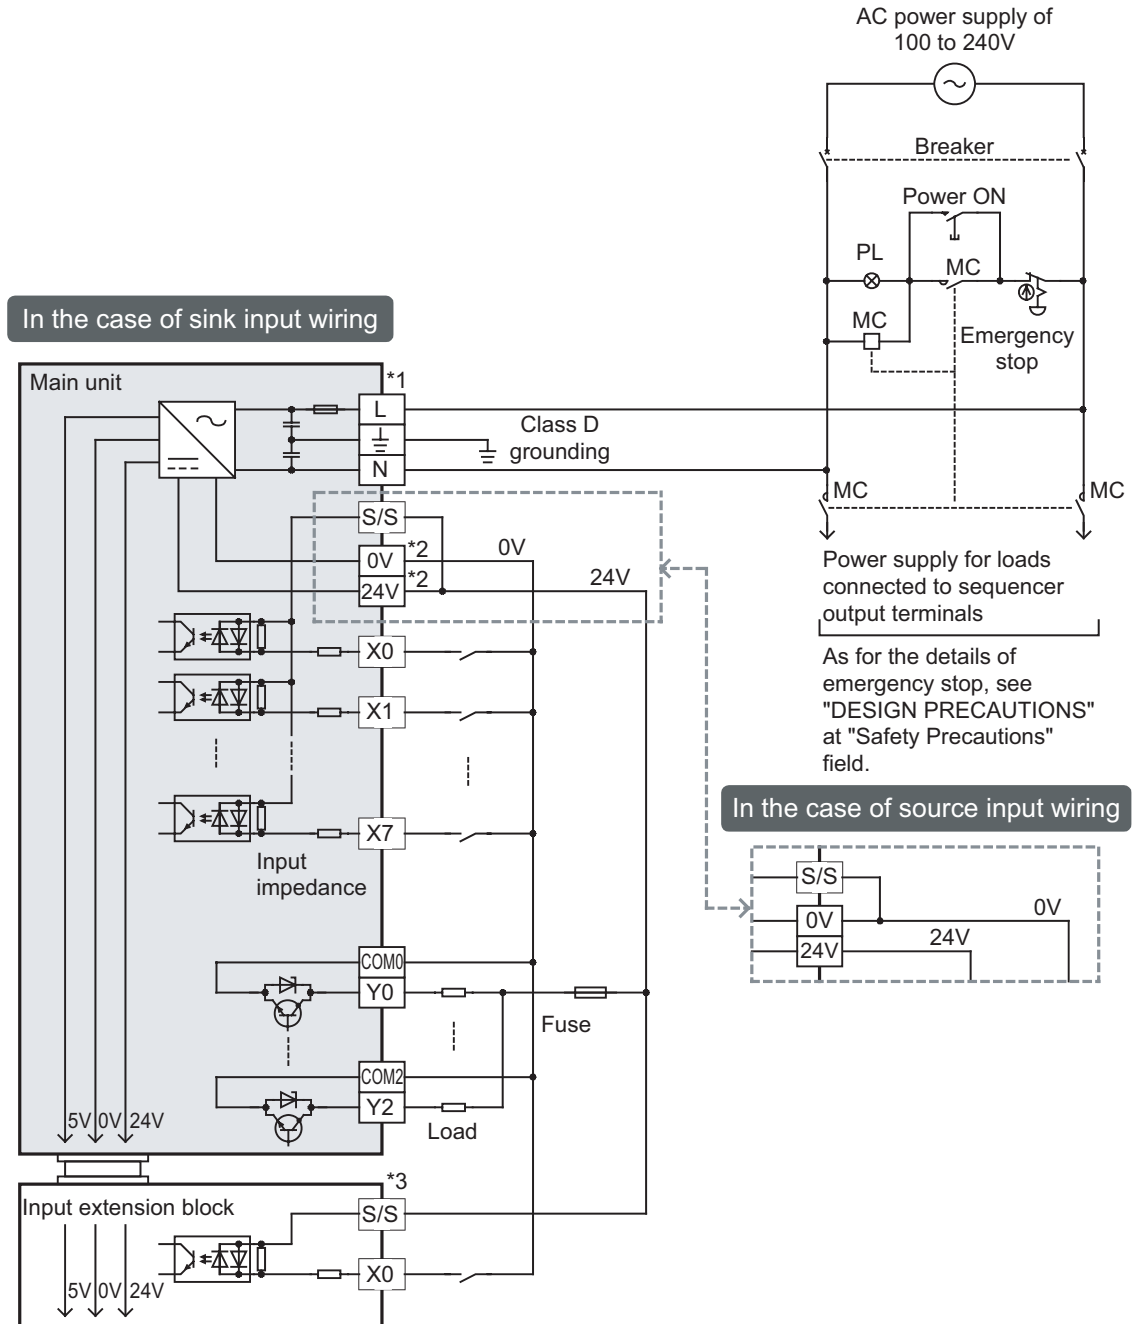 AC power supply of
100 to 240V
Breaker
Power ON
PL
MC
MC
Emergency
stop
In the case of sink input wiring
Main unit
*1
L
Class D
grounding
N
MC
MC
S/S
0V
*2
0V
24V
*2
24V
Power supply for loads
connected to sequencer
output terminals
As for the details of
emergency stop, see
"DESIGN PRECAUTIONS"
at "Safety Precautions"
field.
X0
X1
X7
Input
impedance
In the case of source input wiring
S/S
0V
0V
24V
24V
COM0
Y0
Fuse
COM2
Y2
Load
5V 0V 24V
Input extension block
*3
S/S
X0
5V 0V 24V